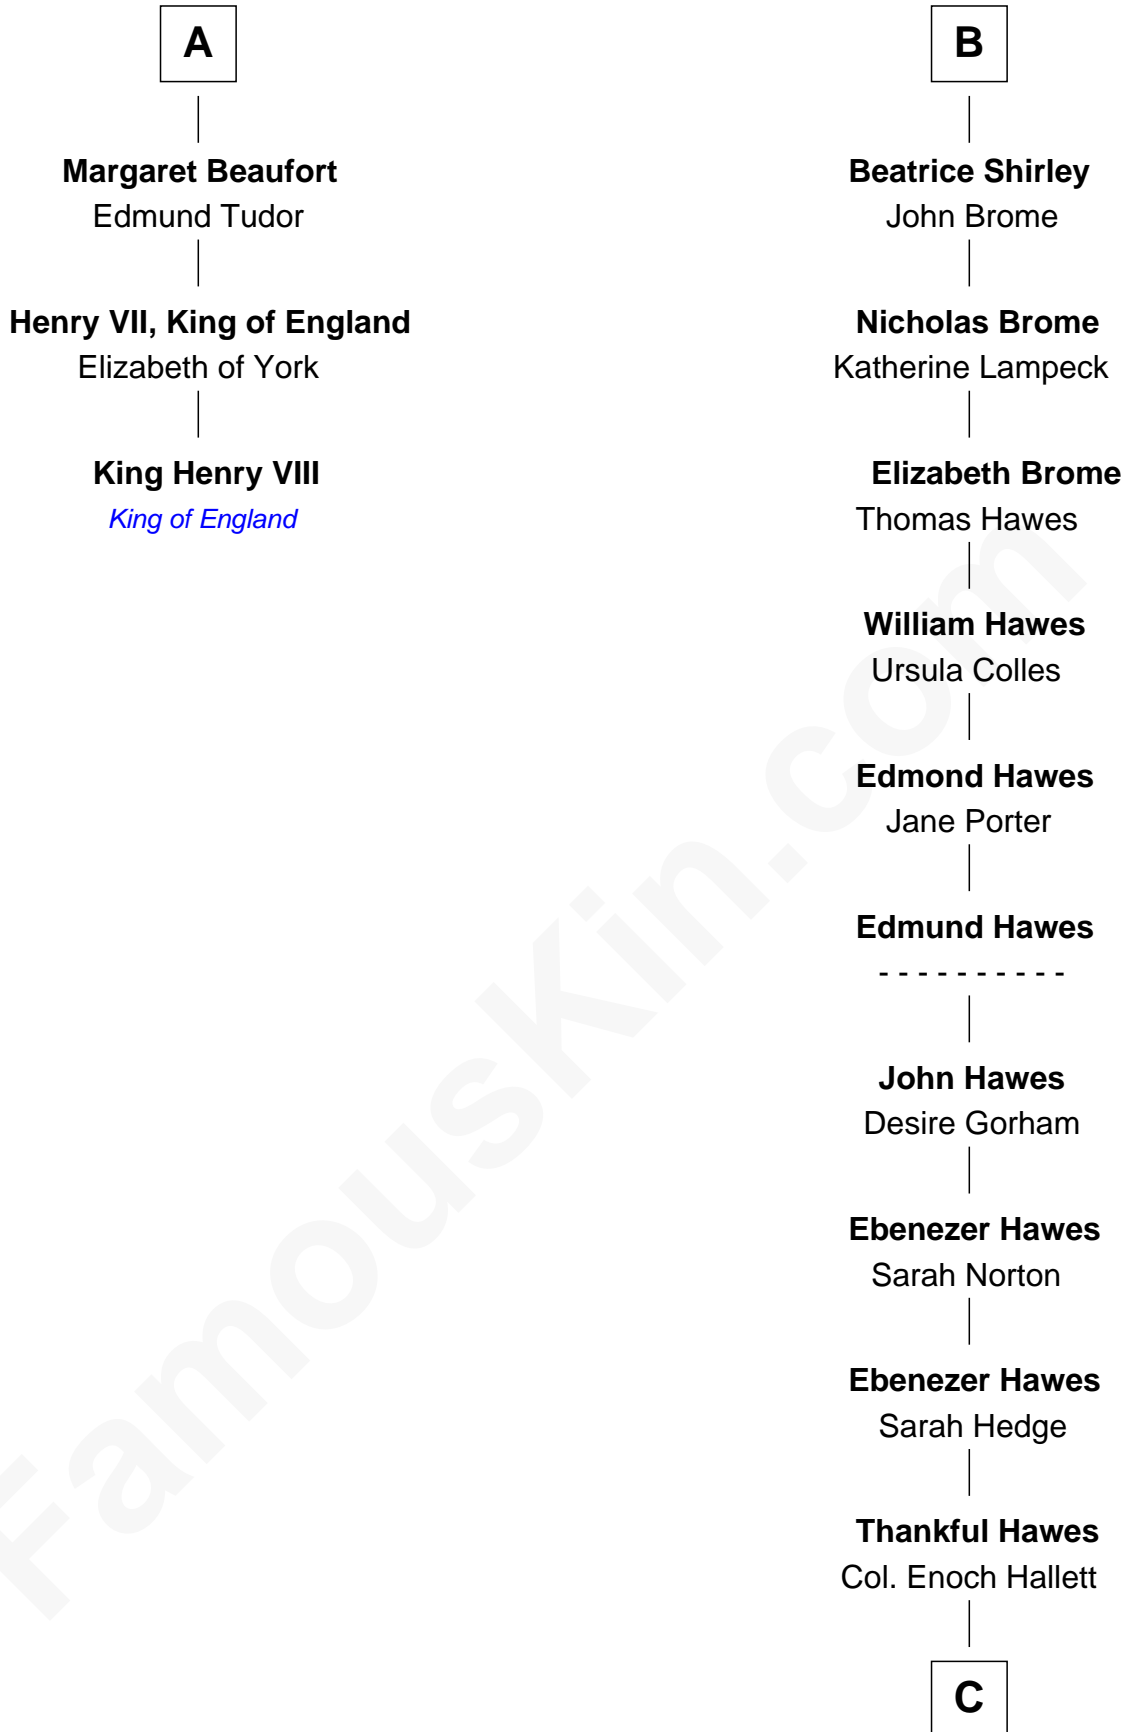 A
Margaret Beaufort
Edmund Tudor
Henry VII, King of England
Elizabeth of York
King Henry VIII
King of England
B
Beatrice Shirley
John Brome
Nicholas Brome
Katherine Lampeck
Elizabeth Brome
Thomas Hawes
William Hawes
Ursula Colles
Edmond Hawes
Jane Porter
Edmund Hawes
- - - - - - - - - -
John Hawes
Desire Gorham
Ebenezer Hawes
Sarah Norton
Ebenezer Hawes
Sarah Hedge
Thankful Hawes
Col. Enoch Hallett
C
FamousKin.com